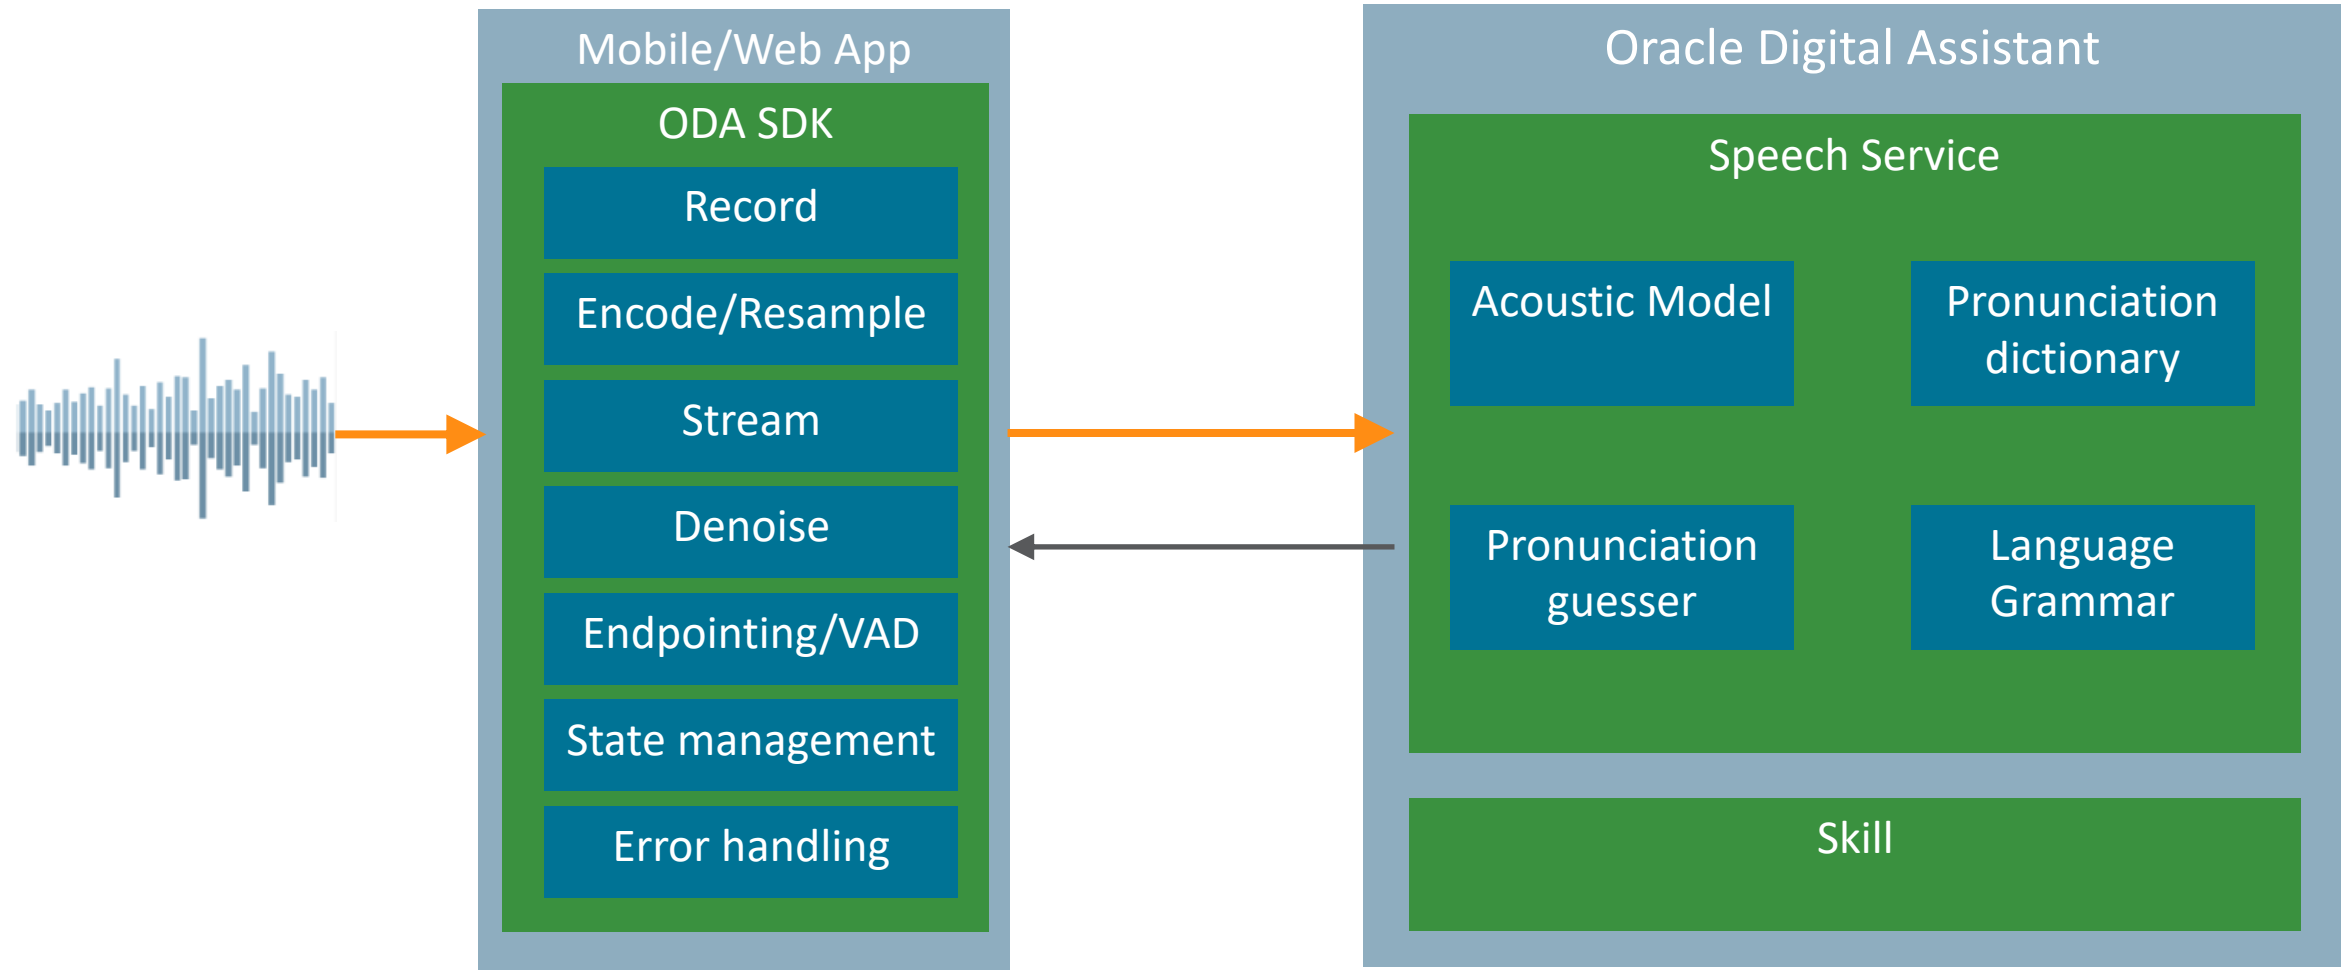 Mobile/Web App
ODA SDK
Record
Encode/Resample
Stream
Denoise
Endpointing/VAD
State management
Error handling
Oracle Digital Assistant
Speech Service
Acoustic Model
Pronunciation
dictionary
Pronunciation
guesser
Language
Grammar
Skill